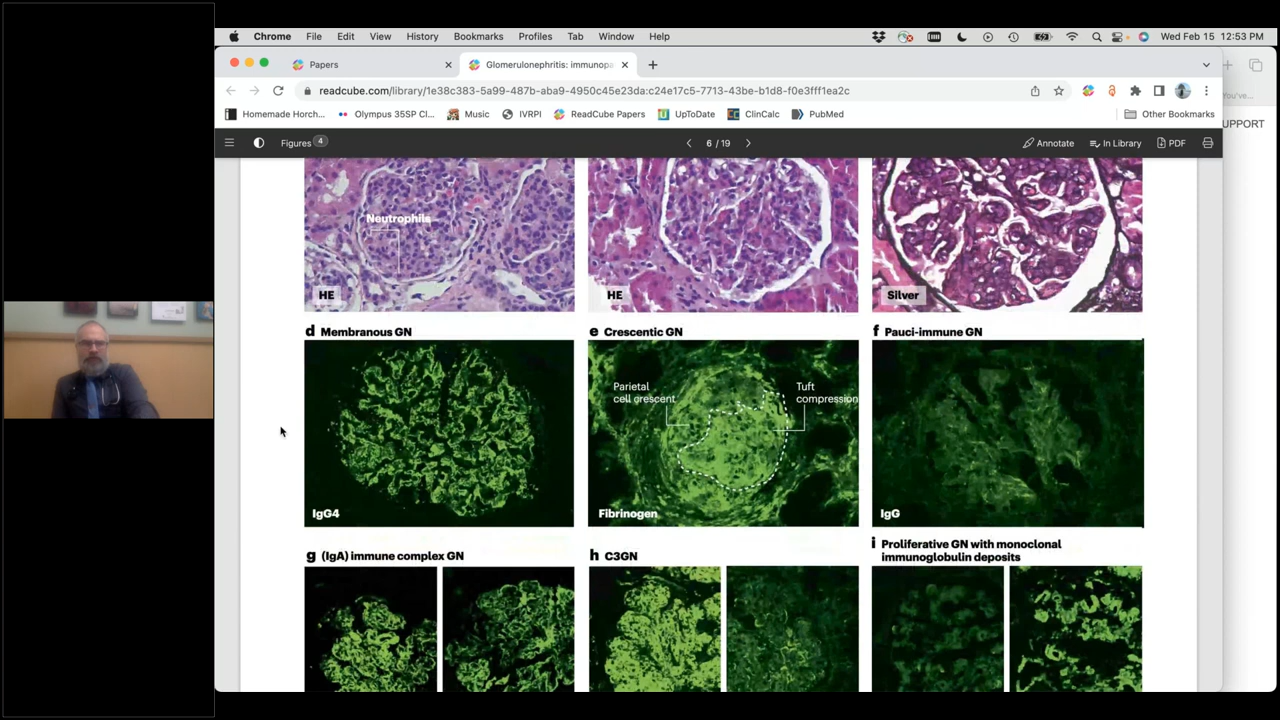 Chrome File Edit View History Bookmarks Profiles Tab Window Help Wed Feb 15 12:53 PM
Papers Glomerulonephritis: immunopa
readcube.com/library/1e38c383-5a99-487b-aba9-4950c45e23da:c24e17c5-7713-43be-b1d8-f0e3fff1ea2c You've...
Homemade Horch... Olympus 35SP Cl... Music IVRPI ReadCube Papers UpToDate ClinCalc PubMed Other Bookmarks UPPORT
Figures 4 6 / 19 Annotate In Library PDF
Neutrophils
HE HE Silver
d Membranous GN e Crescentic GN f Pauci-immune GN
Parietal cell crescent
Tuft compression
IgG4 Fibrinogen IgG
g (IgA) immune complex GN h C3GN i Proliferative GN with monoclonal
immunoglobulin deposits